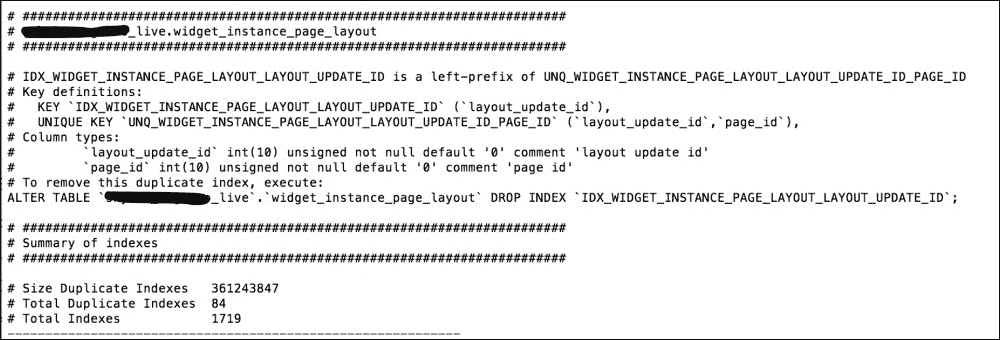 # ########################################################################
# _live.widget_instance_page_layout
# ########################################################################
# IDX_WIDGET_INSTANCE_PAGE_LAYOUT_LAYOUT_UPDATE_ID is a left-prefix of UNQ_WIDGET_INSTANCE_PAGE_LAYOUT_LAYOUT_UPDATE_ID_PAGE_ID
# Key definitions:
#   KEY `IDX_WIDGET_INSTANCE_PAGE_LAYOUT_LAYOUT_UPDATE_ID` (`layout_update_id`),
#   UNIQUE KEY `UNQ_WIDGET_INSTANCE_PAGE_LAYOUT_LAYOUT_UPDATE_ID_PAGE_ID` (`layout_update_id`,`page_id`),
# Column types:
#         `layout_update_id` int(10) unsigned not null default '0' comment 'layout update id'
#         `page_id` int(10) unsigned not null default '0' comment 'page id'
# To remove this duplicate index, execute:
ALTER TABLE `_live`.`widget_instance_page_layout` DROP INDEX `IDX_WIDGET_INSTANCE_PAGE_LAYOUT_LAYOUT_UPDATE_ID`;
# ########################################################################
# Summary of indexes
# ########################################################################
# Size Duplicate Indexes   361243847
# Total Duplicate Indexes  84
# Total Indexes            1719